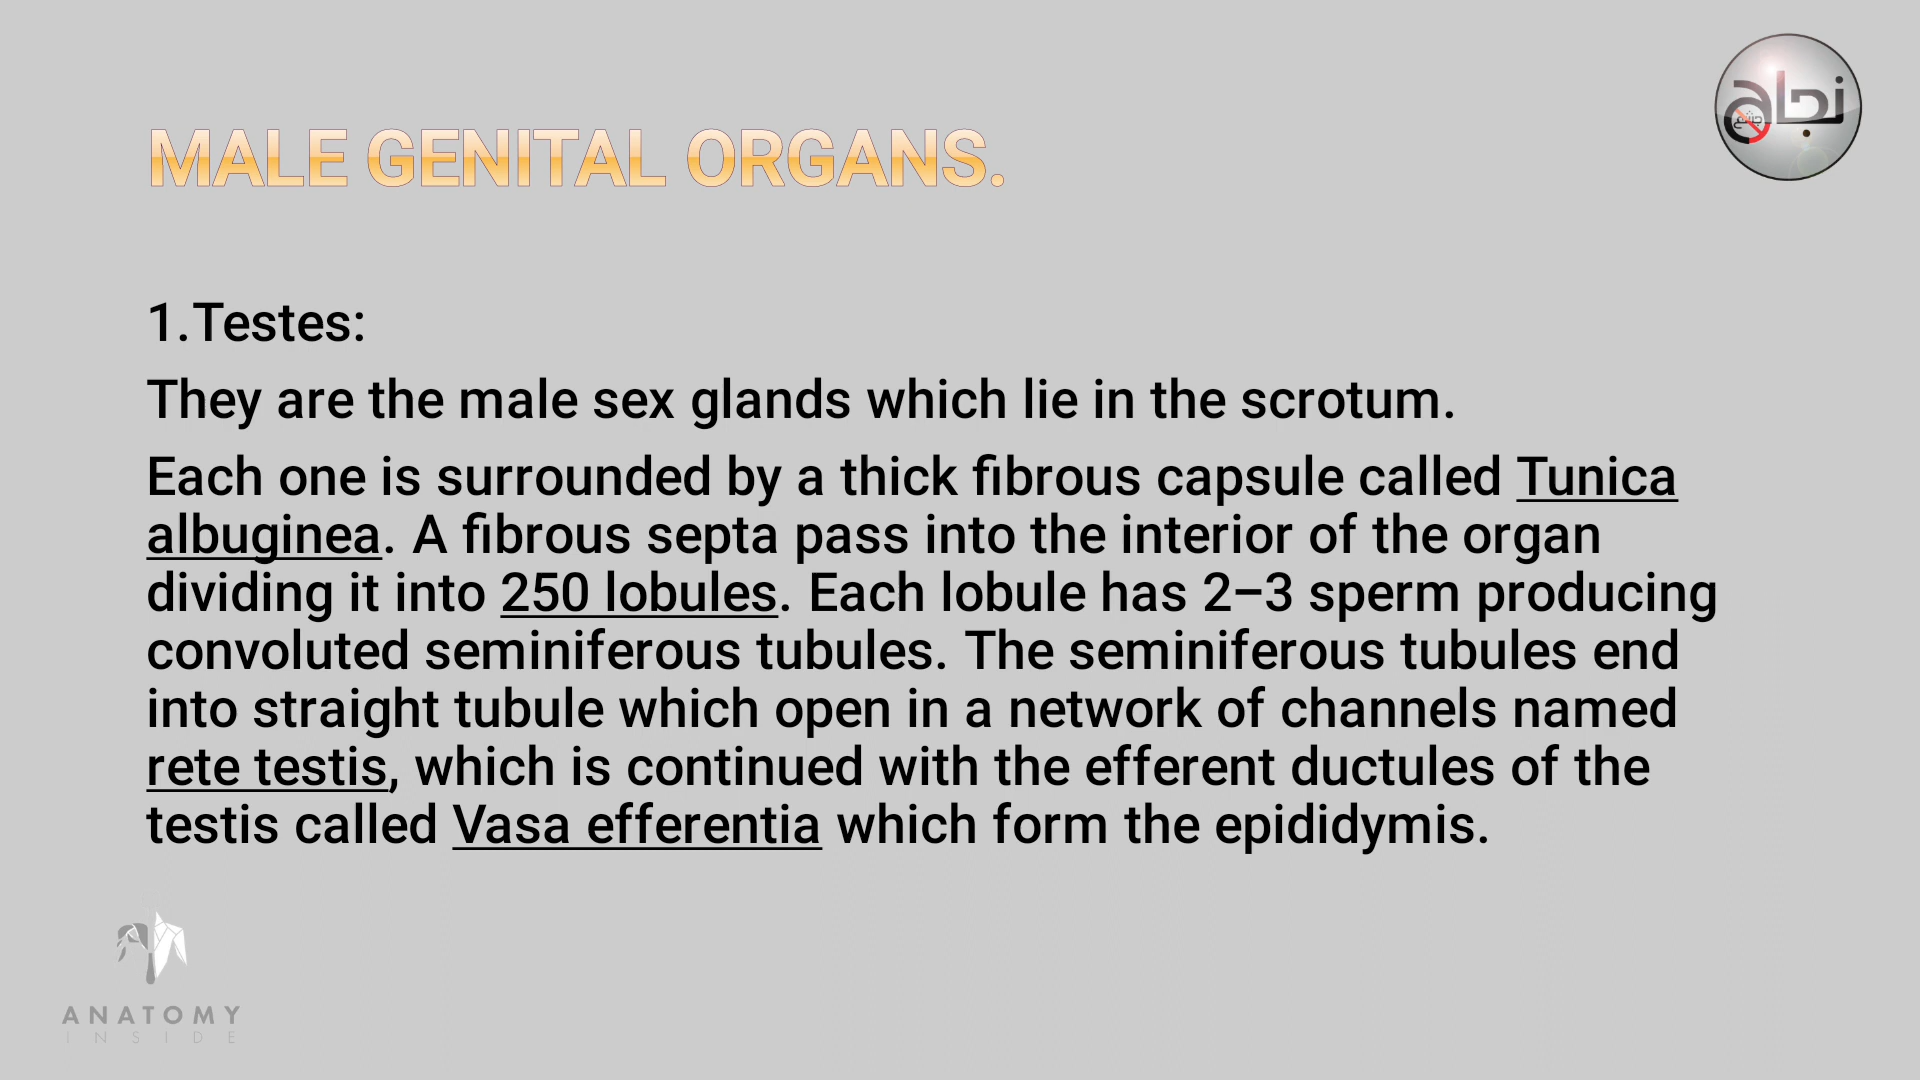 MALE GENITAL ORGANS.
نجاة
جشع
1.Testes:
They are the male sex glands which lie in the scrotum.
Each one is surrounded by a thick fibrous capsule called Tunica
albuginea. A fibrous septa pass into the interior of the organ
dividing it into 250 lobules. Each lobule has 2–3 sperm producing
convoluted seminiferous tubules. The seminiferous tubules end
into straight tubule which open in a network of channels named
rete testis, which is continued with the efferent ductules of the
testis called Vasa efferentia which form the epididymis.
ANATOMY
INSIDE